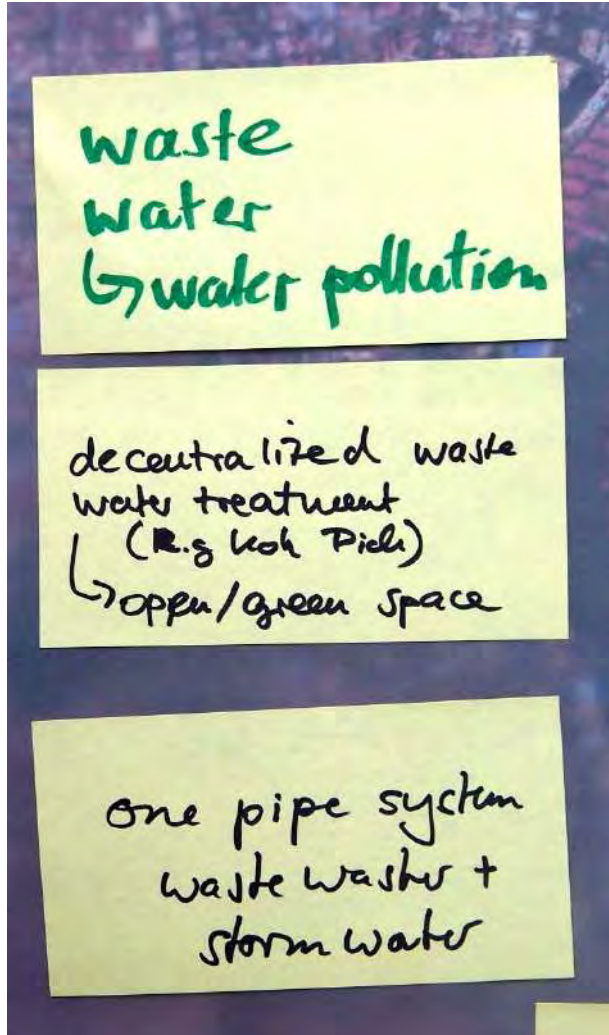 waste
water
↳ water pollution
decentralized waste
water treatment
(e.g Koh Pich)
↳ open/green space
one pipe system
waste waster +
storm water